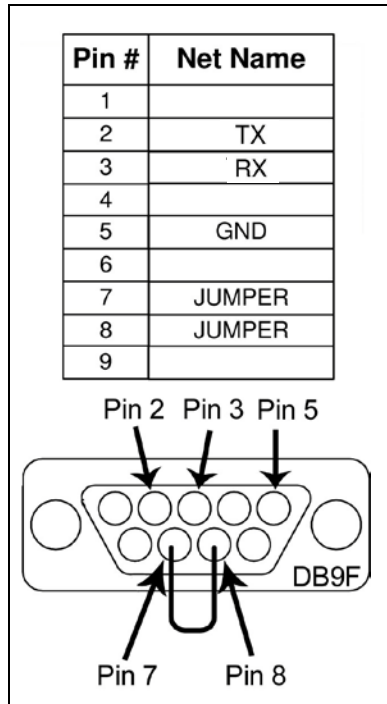 Pin # Net Name
1
2 TX
3 RX
4
5 GND
6
7 JUMPER
8 JUMPER
9
Pin 2 Pin 3 Pin 5
DB9F
Pin 7 Pin 8